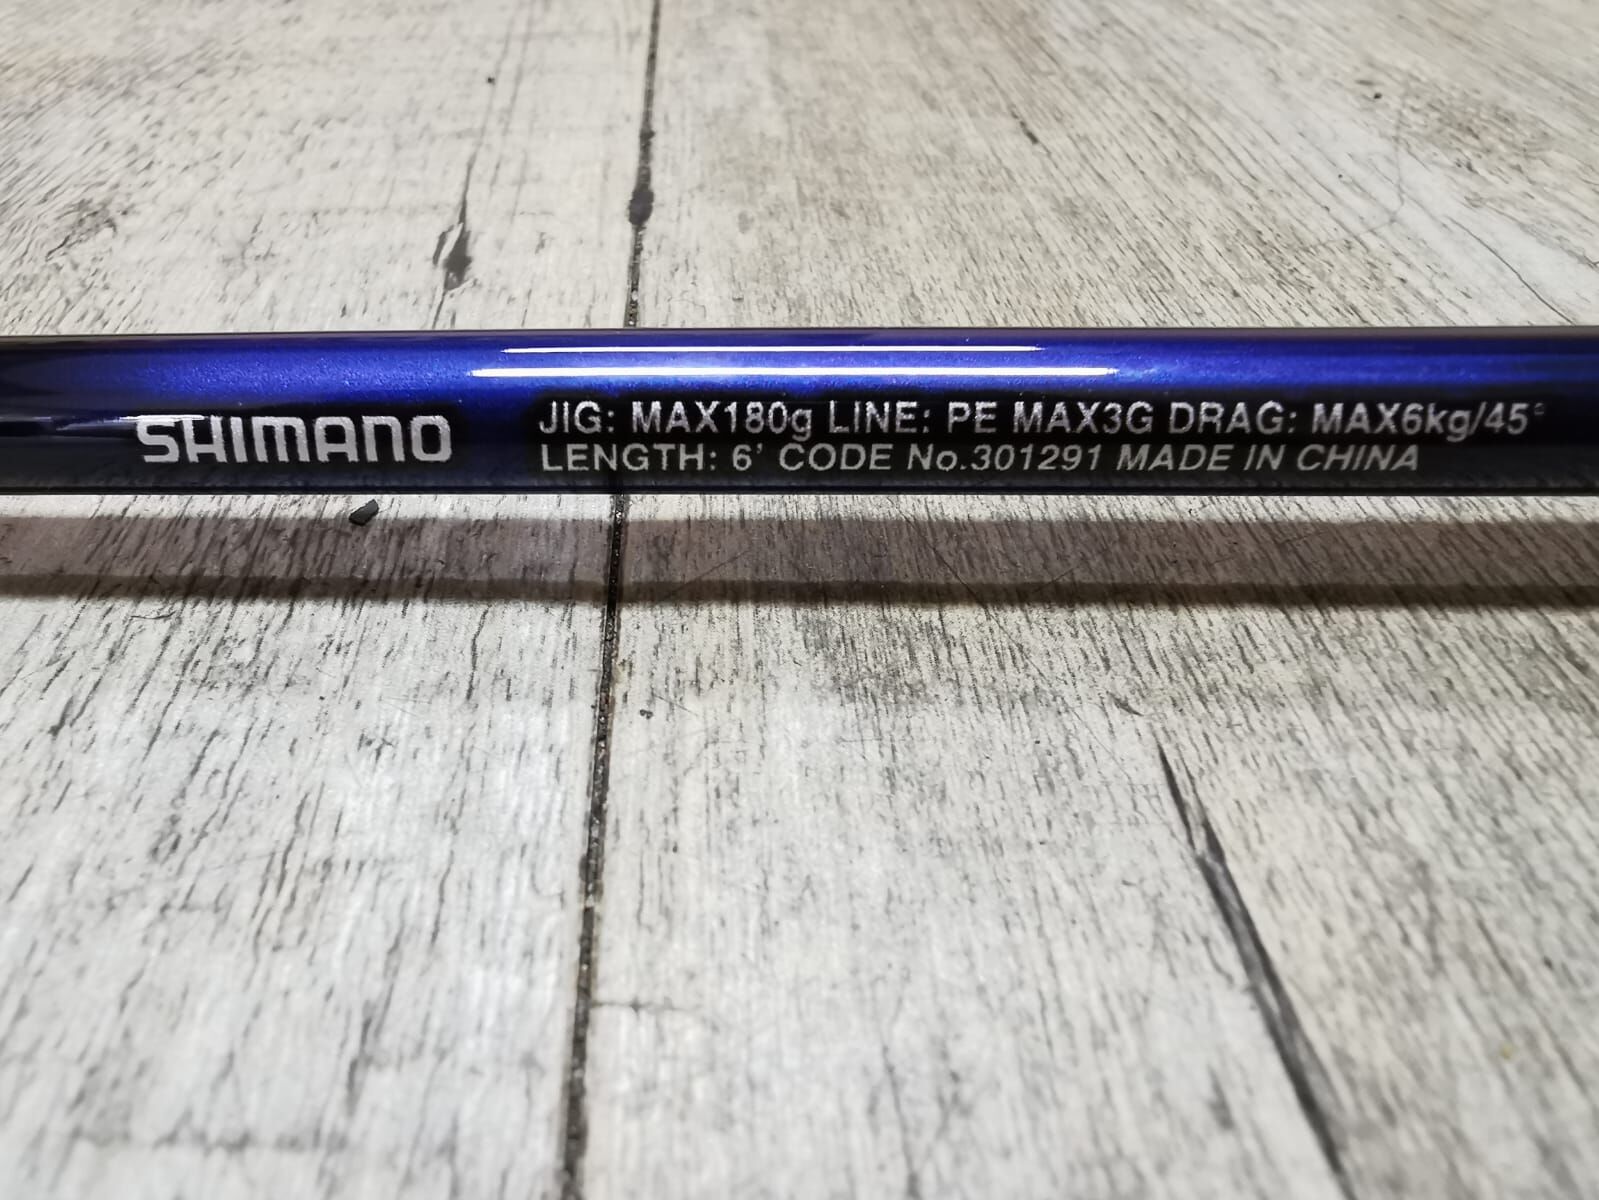 SHIMANO
JIG: MAX180g LINE: PE MAX3G DRAG: MAX6kg/45°
LENGTH: 6' CODE No.301291 MADE IN CHINA